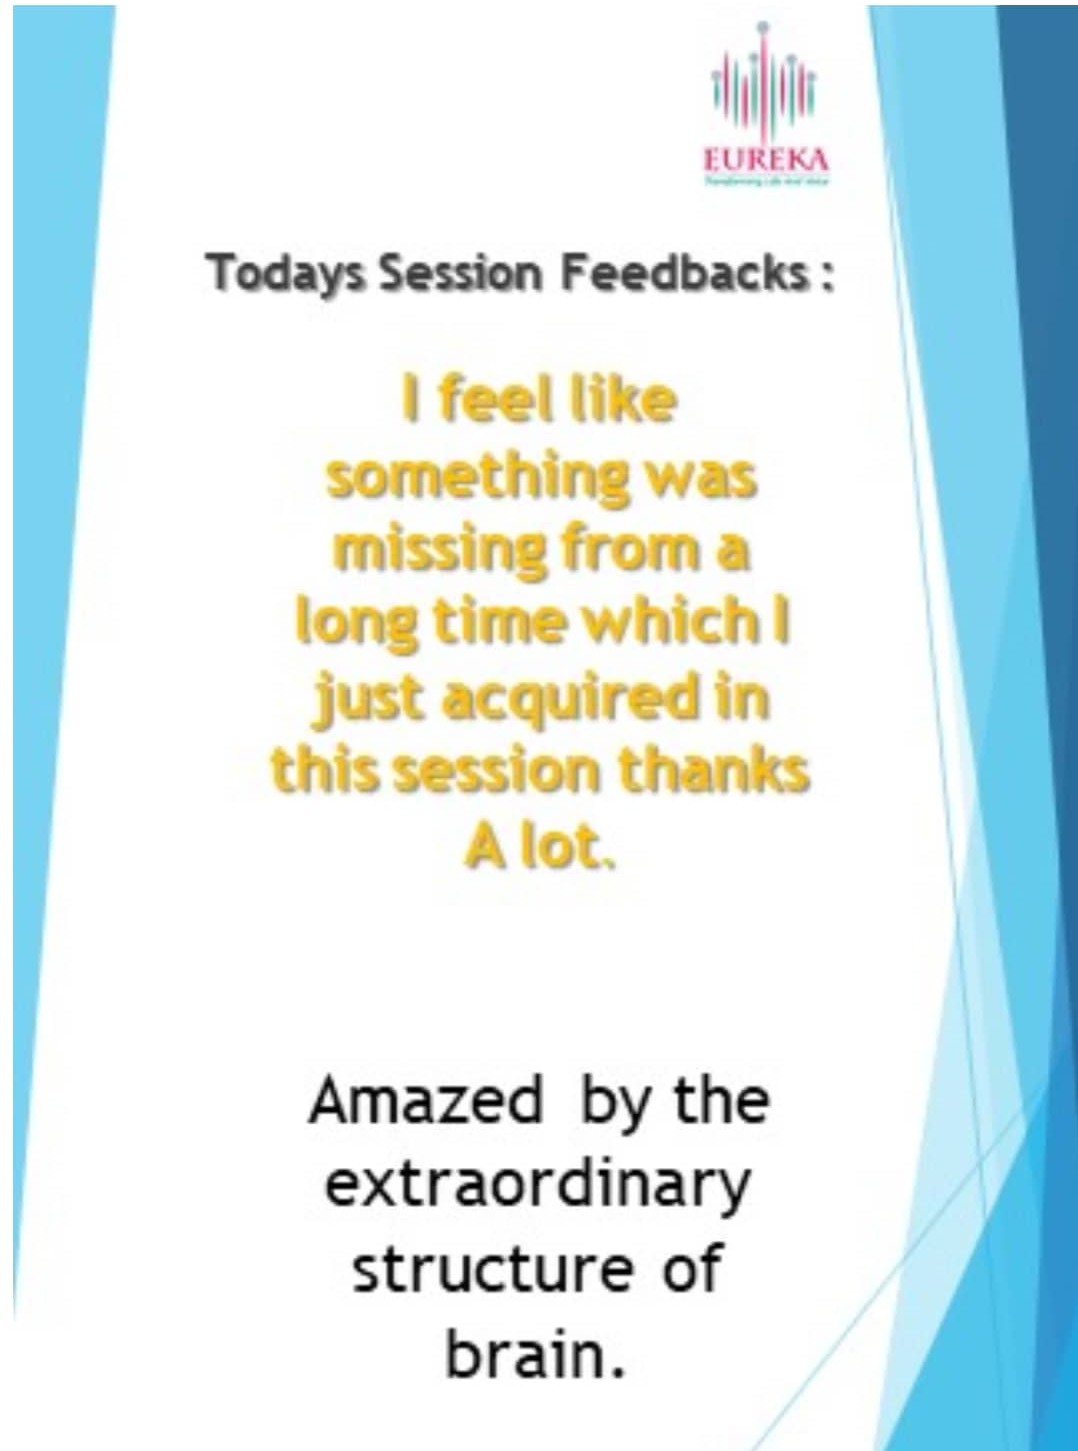 EUREKA
Todays Session Feedbacks :
I feel like
something was
missing from a
long time which I
just acquired in
this session thanks
A lot.
Amazed by the
extraordinary
structure of
brain.